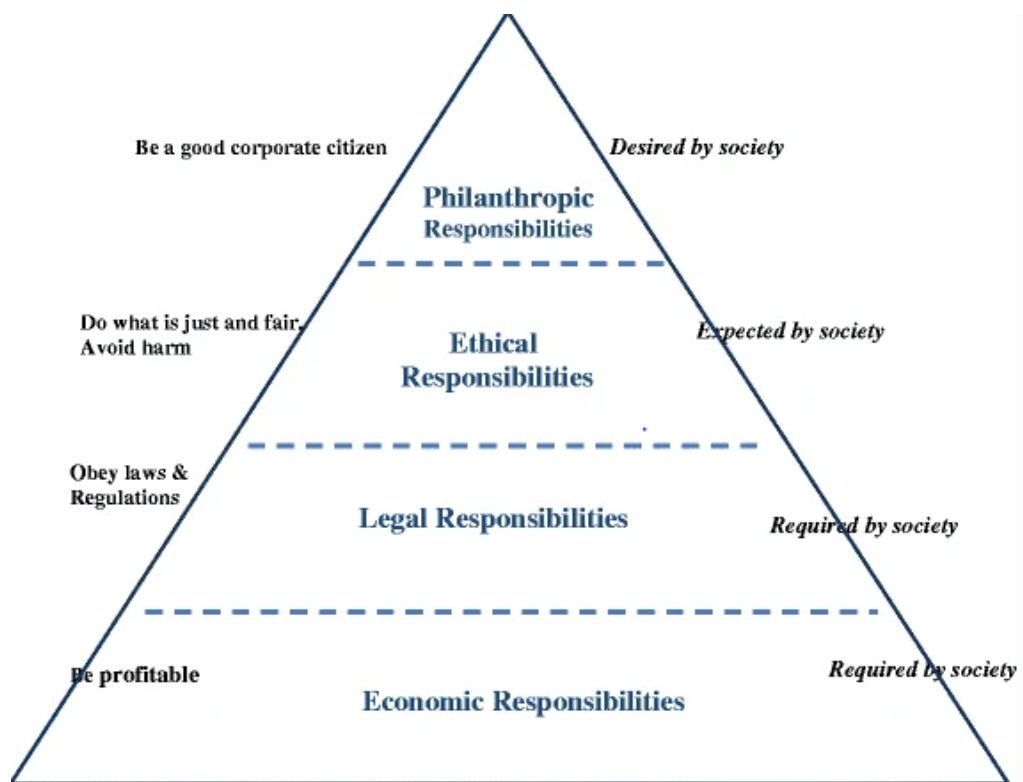 Be a good corporate citizen
Desired by society
Philanthropic
Responsibilities
Do what is just and fair,
Avoid harm
Expected by society
Ethical
Responsibilities
Obey laws &
Regulations
Legal Responsibilities
Required by society
Be profitable
Required by society
Economic Responsibilities